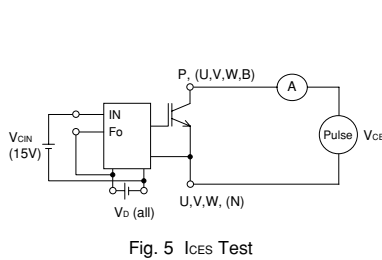 P, (U,V,W,B)
A
IN
Fo
VCIN
(15V)
Pulse
VCE
U,V,W, (N)
VD (all)
Fig. 5 ICES Test